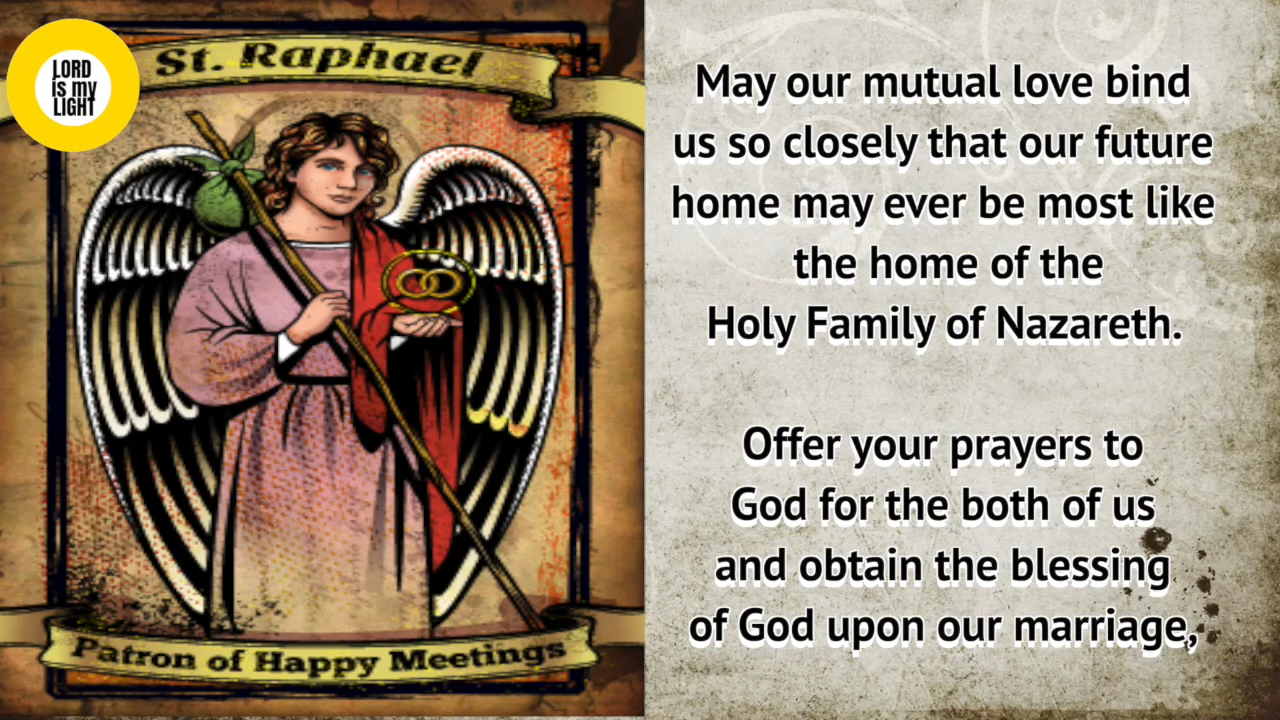 LORD
is my
LIGHT
St. Raphael
Patron of Happy Meetings
May our mutual love bind
us so closely that our future
home may ever be most like
the home of the
Holy Family of Nazareth.
Offer your prayers to
God for the both of us
and obtain the blessing
of God upon our marriage,